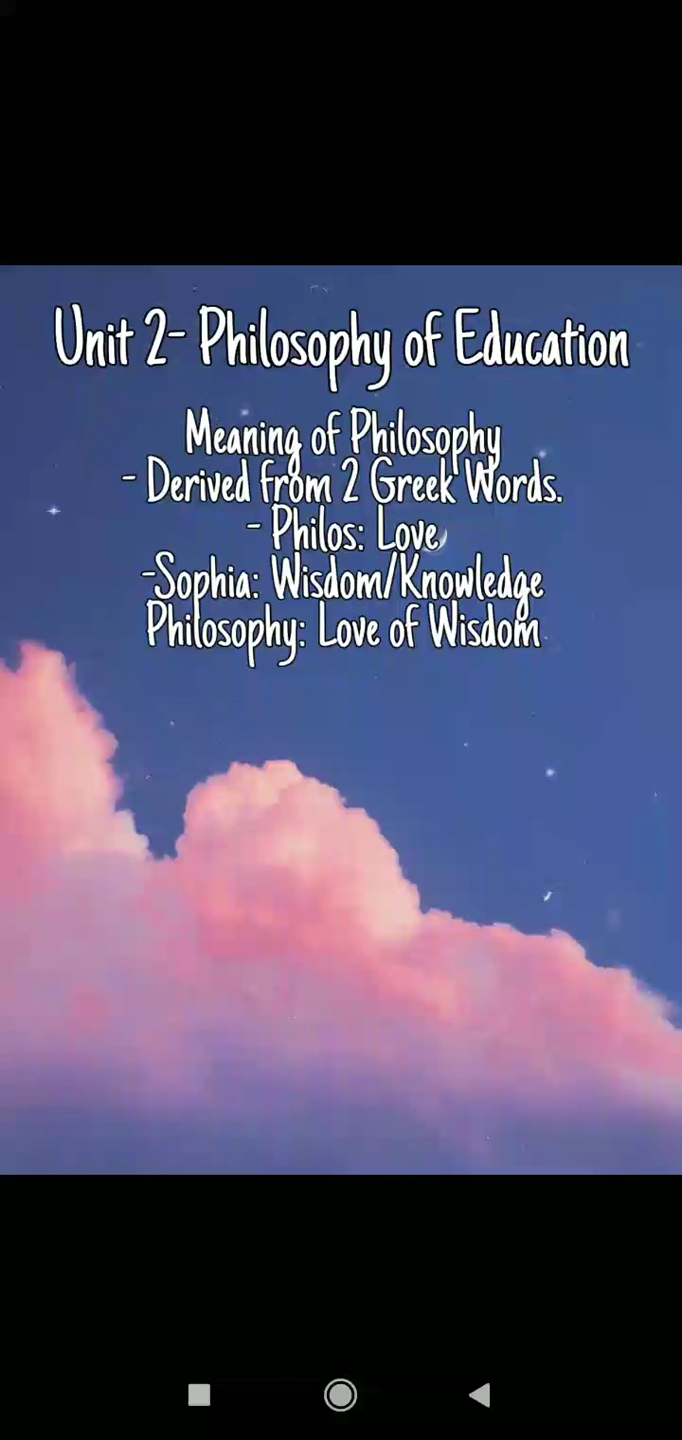 Unit 2- Philosophy of Education
Meaning of Philosophy
- Derived from 2 Greek Words.
- Philos: Love
-Sophia: Wisdom/Knowledge
Philosophy: Love of Wisdom